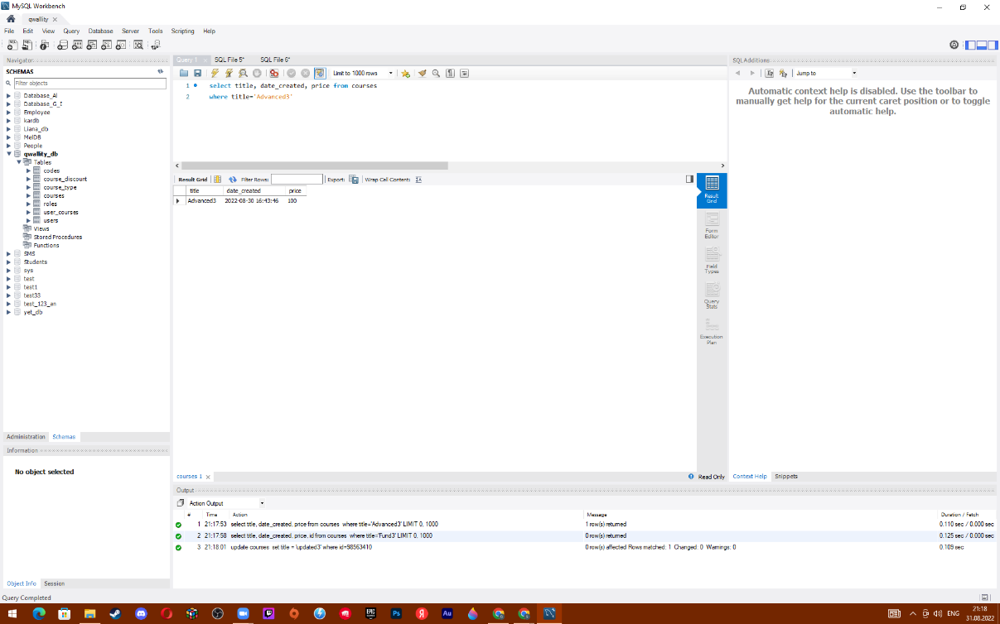 MySQL Workbench
qwallity
File Edit View Query Database Server Tools Scripting Help
Navigator
SCHEMAS
Filter objects
Database_AI
Database_G_I
Employee
kardb
Liana_db
MelDB
People
qwallity_db
Tables
codes
course_discount
course_type
courses
roles
user_courses
users
Views
Stored Procedures
Functions
SMS
Students
sys
test
test1
test33
test_123_an
yet_db
Administration Schemas
Information
No object selected
Object Info Session
Query Completed
Query 1 SQL File 5* SQL File 6*
Limit to 1000 rows
1 select title, date_created, price from courses
2 where title='Advanced3'
Result Grid Filter Rows: Export: Wrap Cell Content:
title date_created price
Advanced3 2022-08-30 16:43:46 100
Result Grid
Form Editor
Field Types
Query Stats
Execution Plan
courses 1 Read Only
SQLAdditions
Jump to
Automatic context help is disabled. Use the toolbar to
manually get help for the current caret position or to toggle
automatic help.
Context Help Snippets
Output
Action Output
# Time Action Message Duration / Fetch
1 21:17:53 select title, date_created, price from courses where title='Advanced3' LIMIT 0, 1000 1 row(s) returned 0.110 sec / 0.000 sec
2 21:17:58 select title, date_created, price, id from courses where title='Fund3' LIMIT 0, 1000 0 row(s) returned 0.125 sec / 0.000 sec
3 21:18:01 update courses set title = 'updated3' where id=98563410 0 row(s) affected Rows matched: 1 Changed: 0 Warnings: 0 0.109 sec
EPIC GAMES
Ps
Я
Au
ENG
21:18
31.08.2022